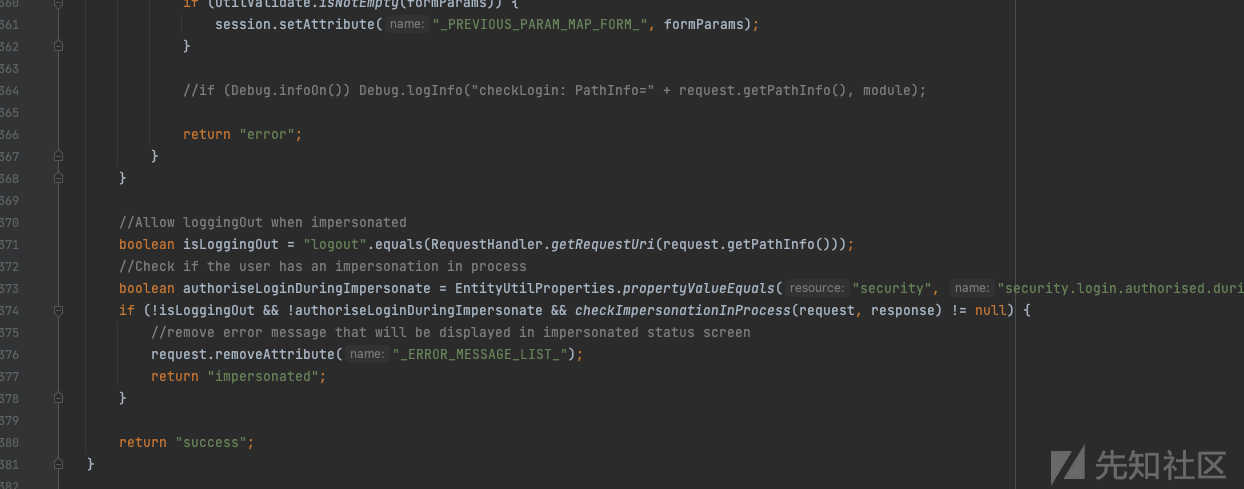 360 if (UtilValidate.isNotEmpty(formParams)) {
361 session.setAttribute( name: "_PREVIOUS_PARAM_MAP_FORM_", formParams);
362 }
363
364 //if (Debug.infoOn()) Debug.logInfo("checkLogin: PathInfo=" + request.getPathInfo(), module);
365
366 return "error";
367 }
368 }
369
370 //Allow loggingOut when impersonated
371 boolean isLoggingOut = "logout".equals(RequestHandler.getRequestUri(request.getPathInfo()));
372 //Check if the user has an impersonation in process
373 boolean authoriseLoginDuringImpersonate = EntityUtilProperties.propertyValueEquals( resource: "security", name: "security.login.authorised.duri
374 if (!isLoggingOut && !authoriseLoginDuringImpersonate && checkImpersonationInProcess(request, response) != null) {
375 //remove error message that will be displayed in impersonated status screen
376 request.removeAttribute( name: "_ERROR_MESSAGE_LIST_");
377 return "impersonated";
378 }
379
380 return "success";
381 }
382
先知社区